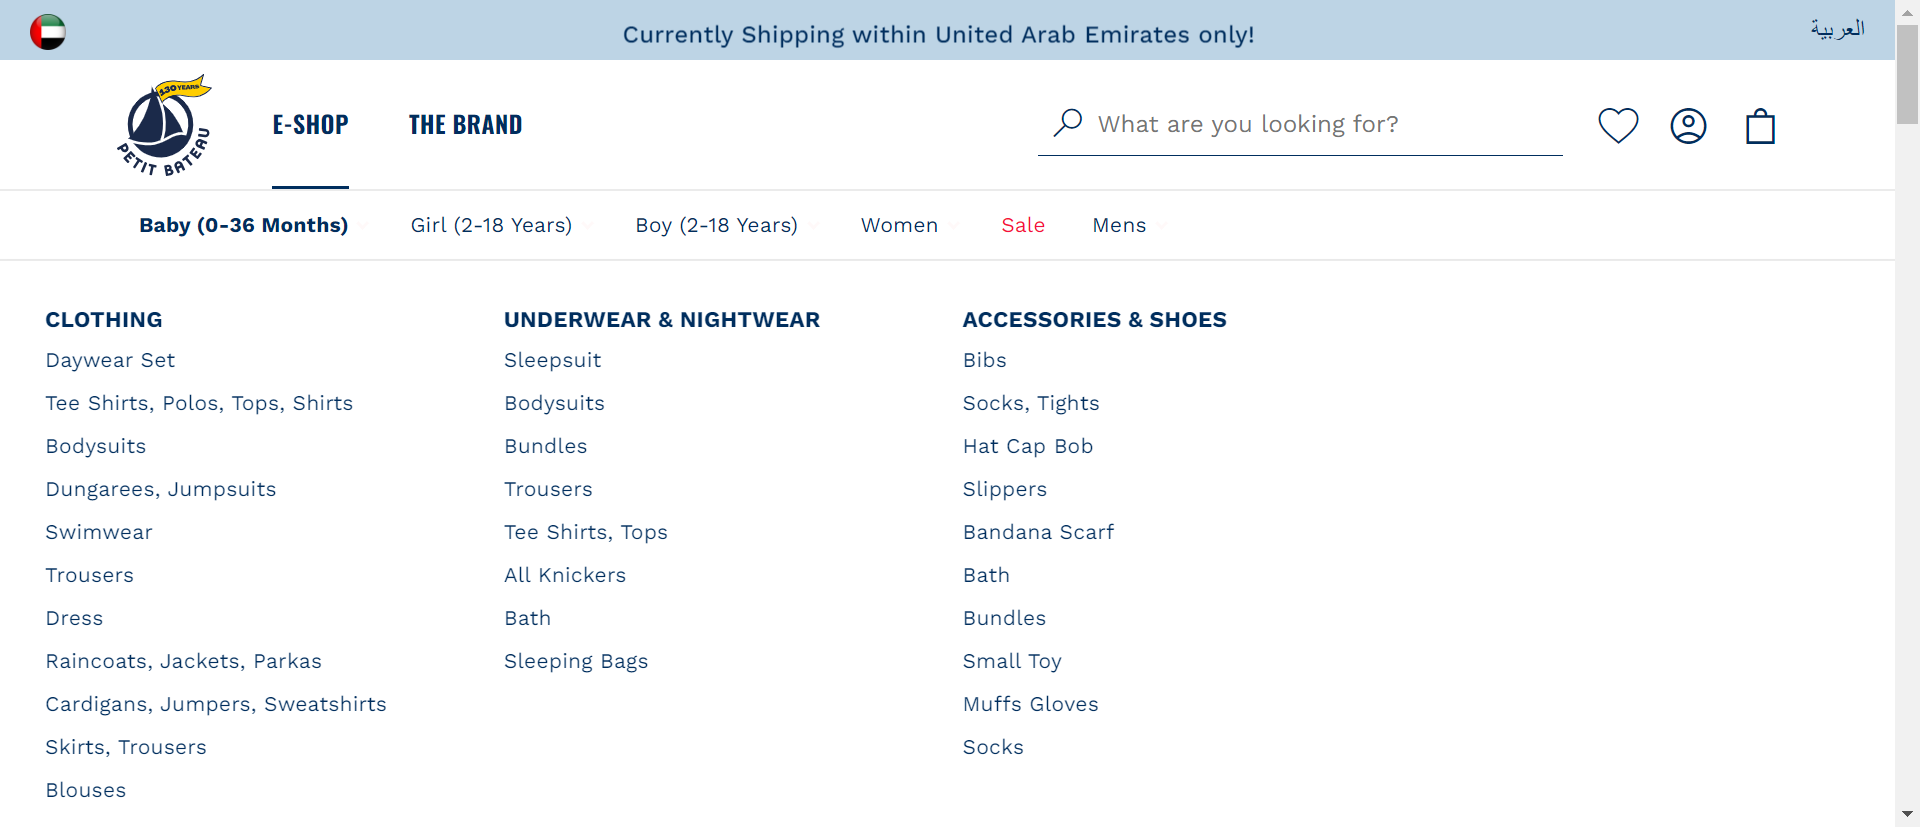 Currently Shipping within United Arab Emirates only!
العربية
130 YEARS
PETIT BATEAU
E-SHOP
THE BRAND
What are you looking for?
Baby (0-36 Months)
Girl (2-18 Years)
Boy (2-18 Years)
Women
Sale
Mens
CLOTHING
Daywear Set
Tee Shirts, Polos, Tops, Shirts
Bodysuits
Dungarees, Jumpsuits
Swimwear
Trousers
Dress
Raincoats, Jackets, Parkas
Cardigans, Jumpers, Sweatshirts
Skirts, Trousers
Blouses
UNDERWEAR & NIGHTWEAR
Sleepsuit
Bodysuits
Bundles
Trousers
Tee Shirts, Tops
All Knickers
Bath
Sleeping Bags
ACCESSORIES & SHOES
Bibs
Socks, Tights
Hat Cap Bob
Slippers
Bandana Scarf
Bath
Bundles
Small Toy
Muffs Gloves
Socks